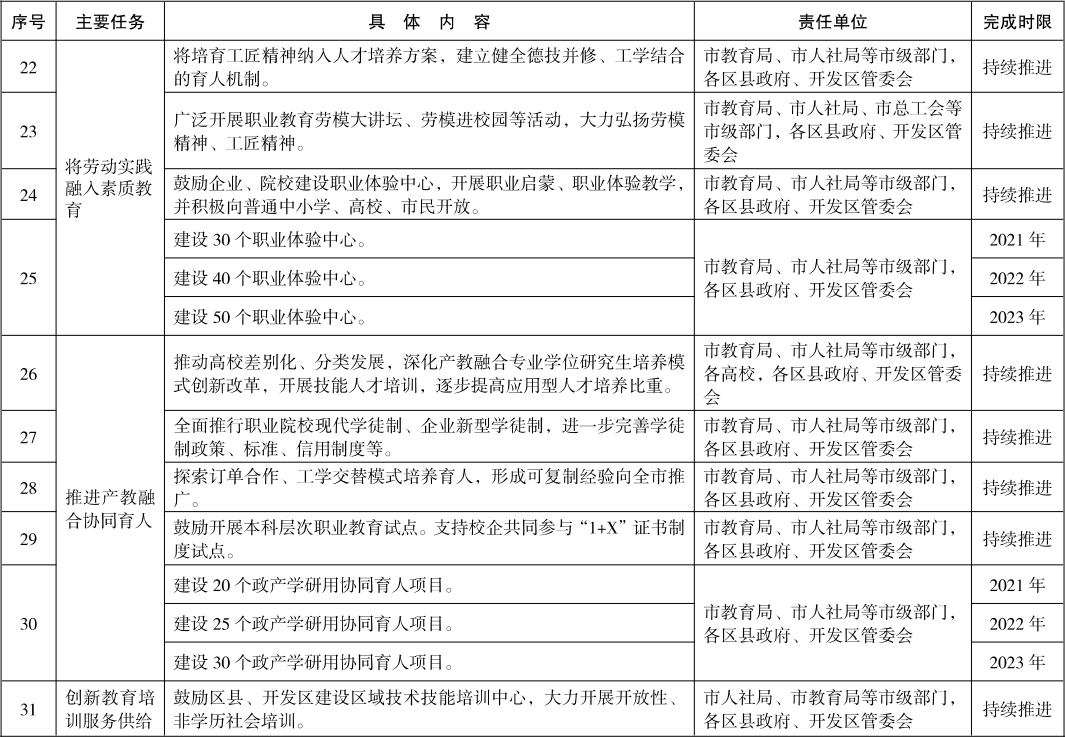 序号 主要任务 具 体 内 容 责任单位 完成时限
22
将培育工匠精神纳入人才培养方案，建立健全德技并修、工学结合
的育人机制。
市教育局、市人社局等市级部门，
各区县政府、开发区管委会
持续推进
23
广泛开展职业教育劳模大讲坛、劳模进校园等活动，大力弘扬劳模
精神、工匠精神。
市教育局、市人社局、市总工会等
市级部门，各区县政府、开发区管
委会
持续推进
将劳动实践
融入素质教
育
24
鼓励企业、院校建设职业体验中心，开展职业启蒙、职业体验教学，
并积极向普通中小学、高校、市民开放。
市教育局、市人社局等市级部门，
各区县政府、开发区管委会
持续推进
25
建设 30 个职业体验中心。
2021 年
建设 40 个职业体验中心。
市教育局、市人社局等市级部门，
各区县政府、开发区管委会
2022 年
建设 50 个职业体验中心。
2023 年
26
推动高校差别化、分类发展，深化产教融合专业学位研究生培养模
式创新改革，开展技能人才培训，逐步提高应用型人才培养比重。
市教育局、市人社局等市级部门，
各高校，各区县政府、开发区管委
会
持续推进
27
全面推行职业院校现代学徒制、企业新型学徒制，进一步完善学徒
制政策、标准、信用制度等。
市教育局、市人社局等市级部门，
各区县政府、开发区管委会
持续推进
推进产教融
合协同育人
28
探索订单合作、工学交替模式培养育人，形成可复制经验向全市推
广。
市教育局、市人社局等市级部门，
各区县政府、开发区管委会
持续推进
29
鼓励开展本科层次职业教育试点。支持校企共同参与“1+X”证书制
度试点。
市教育局、市人社局等市级部门，
各区县政府、开发区管委会
持续推进
30
建设 20 个政产学研用协同育人项目。
2021 年
建设 25 个政产学研用协同育人项目。
市教育局、市人社局等市级部门，
各区县政府、开发区管委会
2022 年
建设 30 个政产学研用协同育人项目。
2023 年
31
创新教育培
训服务供给
鼓励区县、开发区建设区域技术技能培训中心，大力开展开放性、
非学历社会培训。
市人社局、市教育局等市级部门，
各区县政府、开发区管委会
持续推进